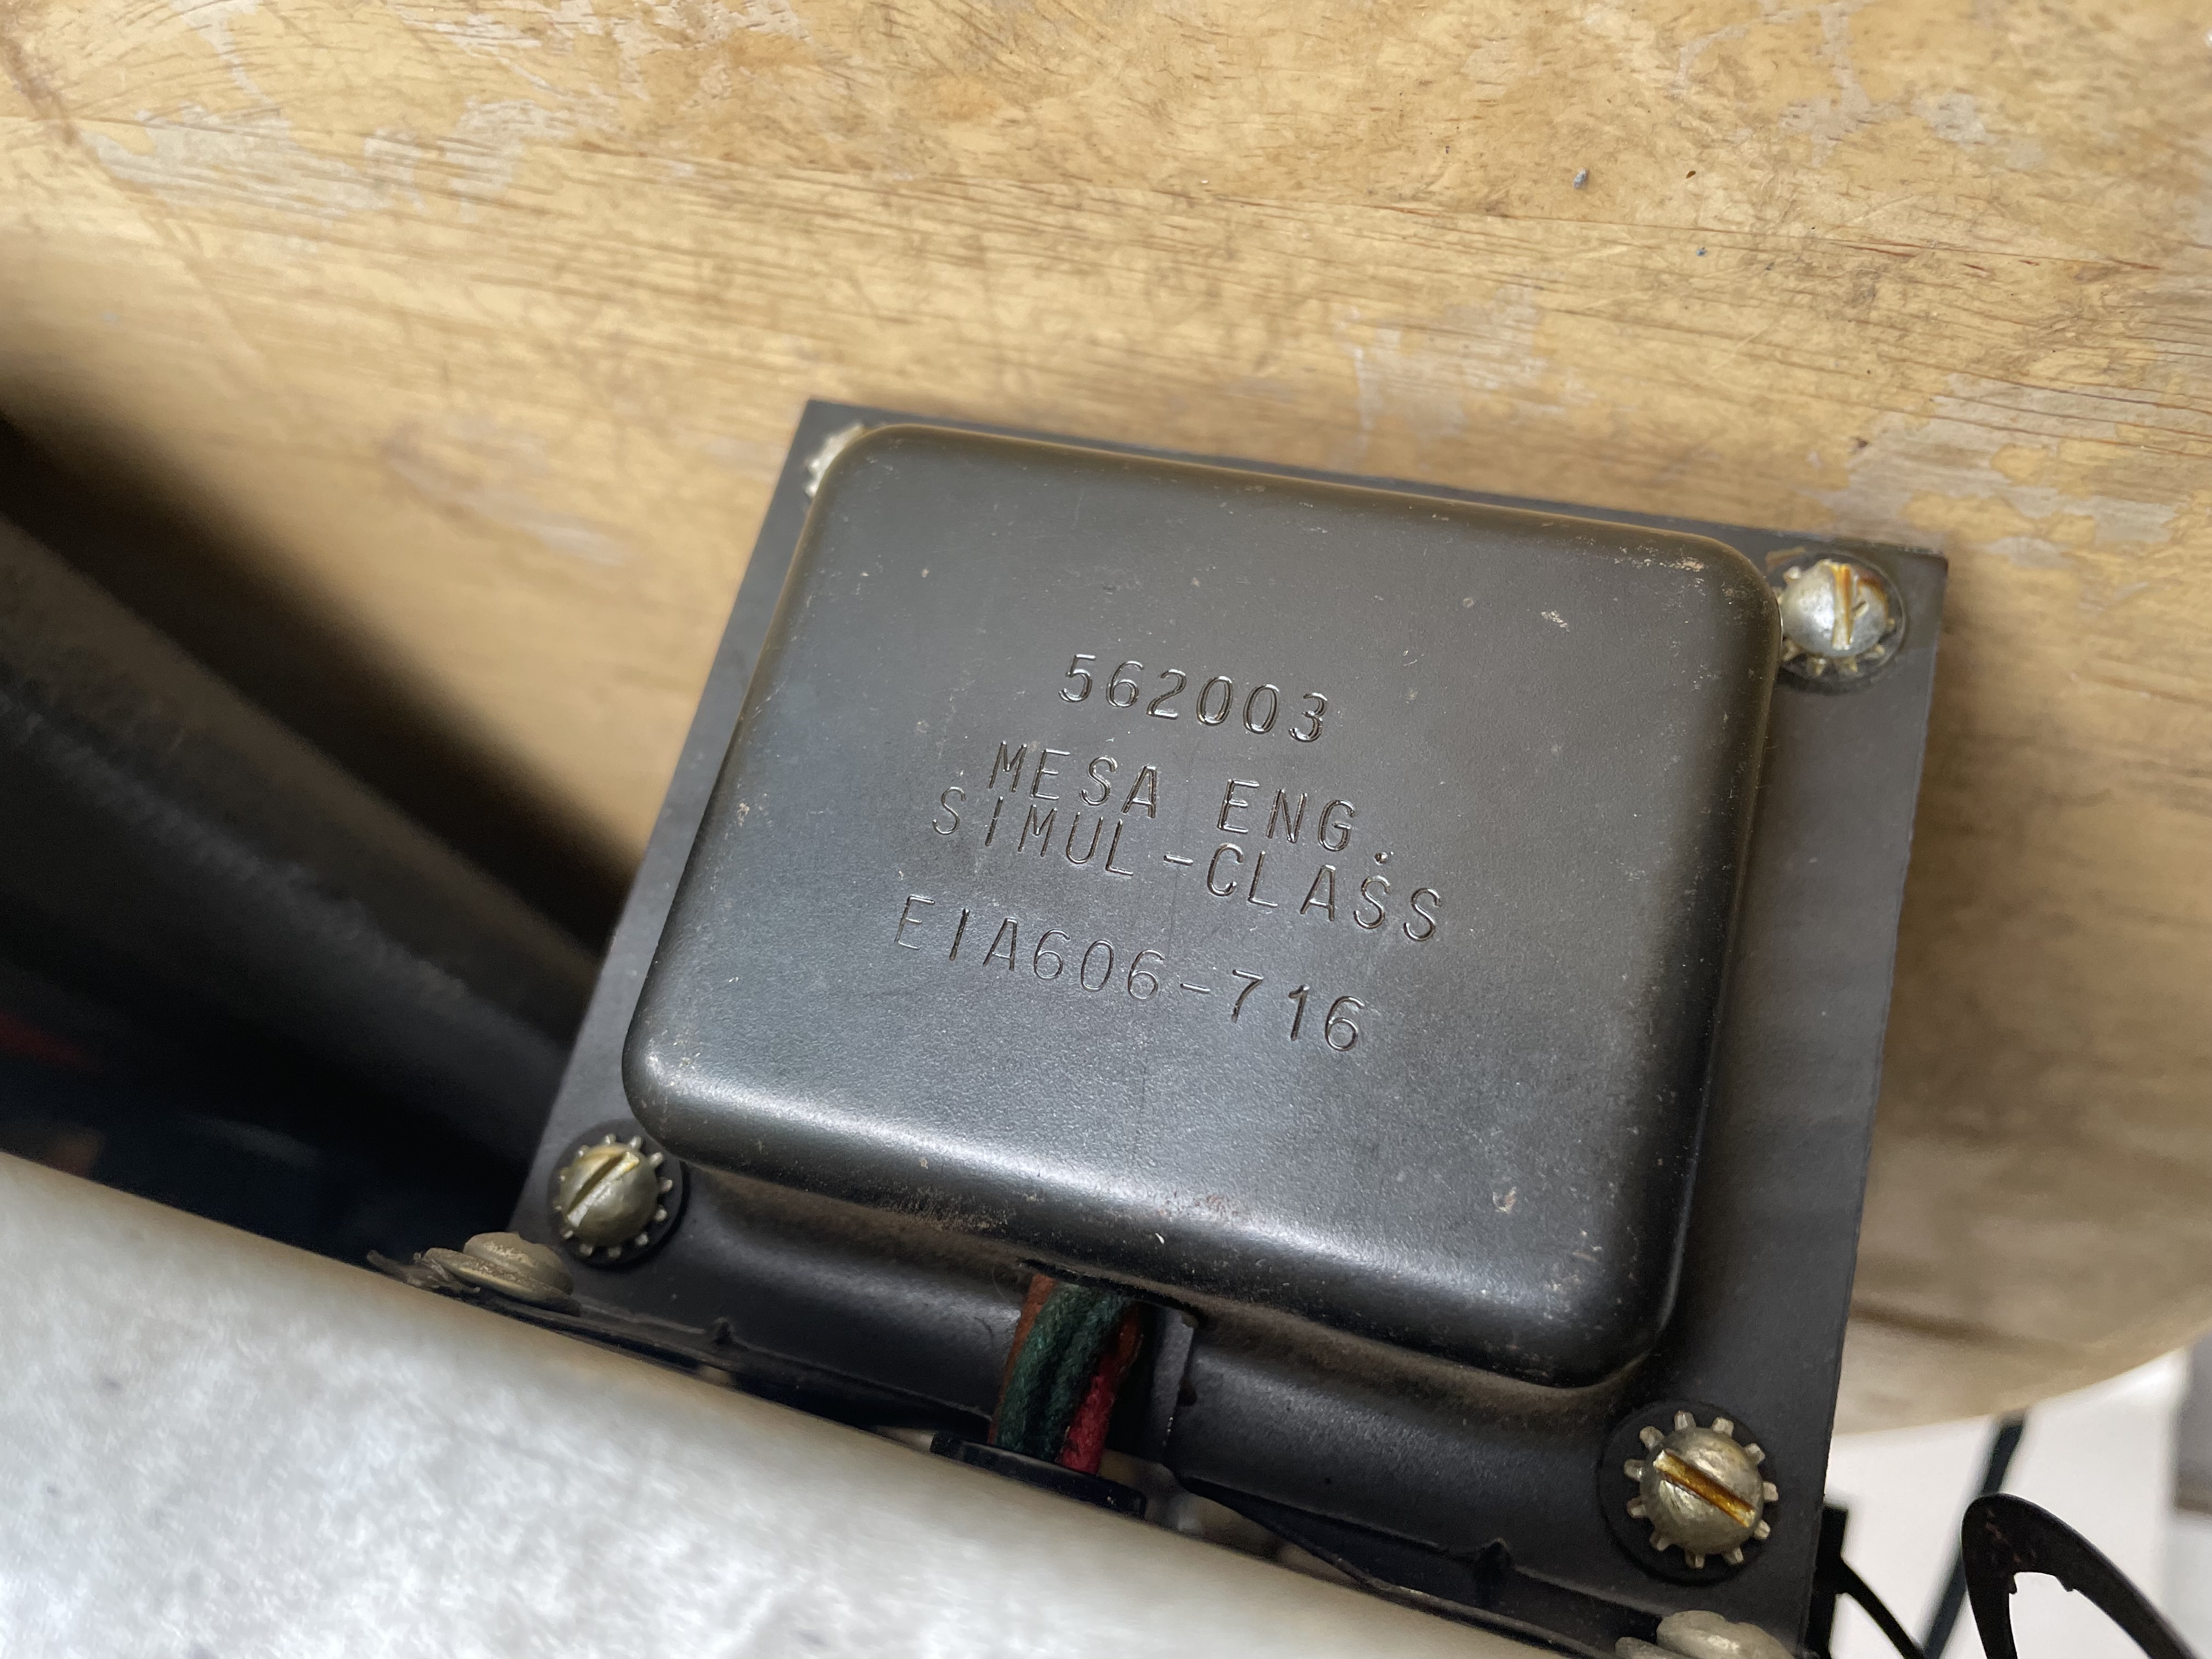 562003
MESA ENG.
SIMUL-CLASS
EIA606-716